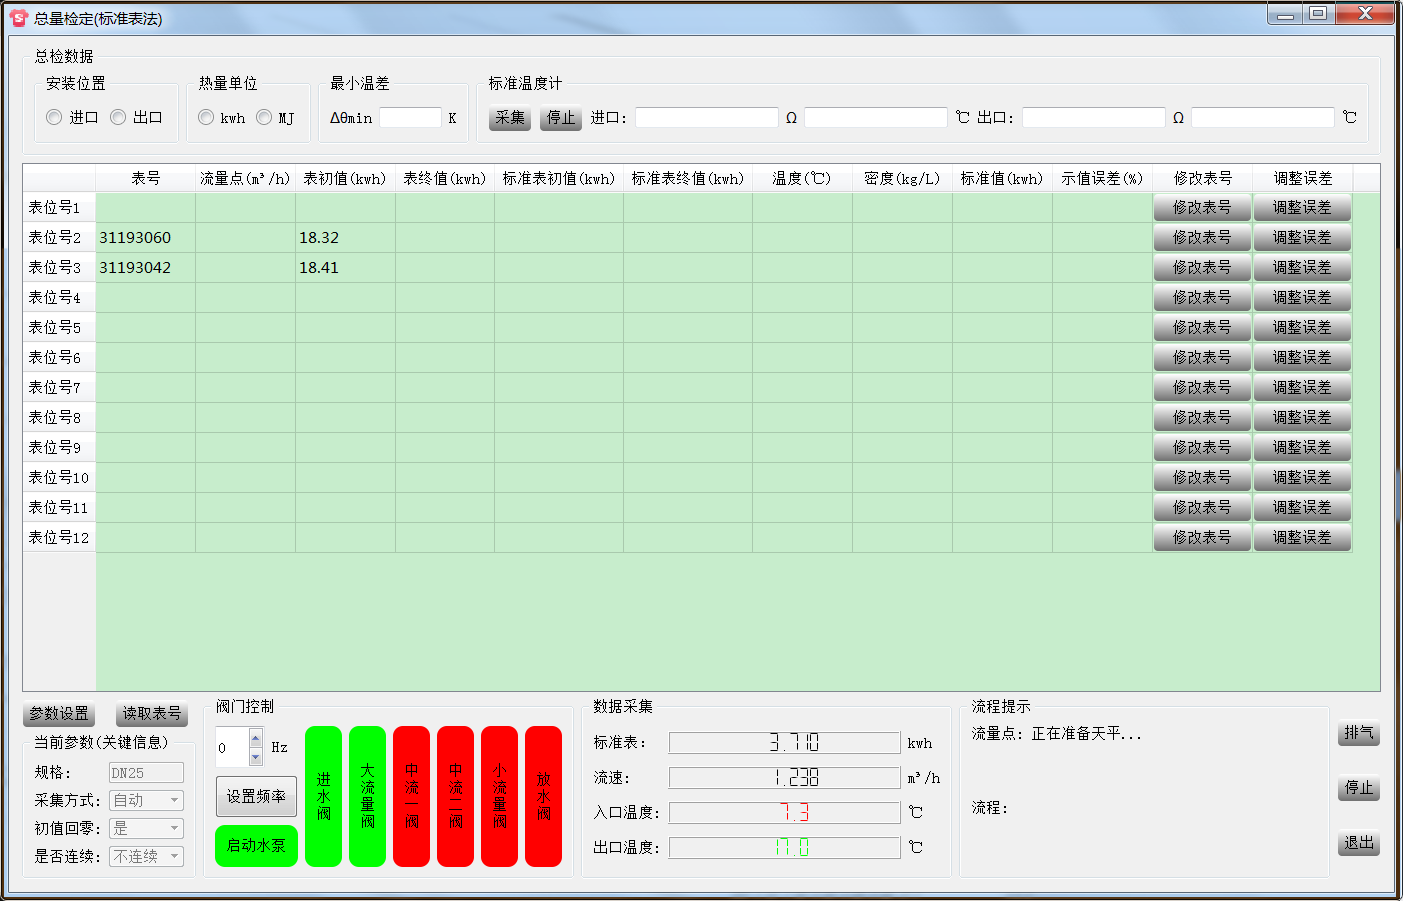 总量检定(标准表法)
总检数据
安装位置 热量单位 最小温差 标准温度计
进口 出口 kwh MJ Δθmin K 采集 停止 进口: Ω ℃ 出口: Ω ℃
表号 流量点(m³/h) 表初值(kwh) 表终值(kwh) 标准表初值(kwh) 标准表终值(kwh) 温度(℃) 密度(kg/L) 标准值(kwh) 示值误差(%) 修改表号 调整误差
表位号1 修改表号 调整误差
表位号2 31193060 18.32 修改表号 调整误差
表位号3 31193042 18.41 修改表号 调整误差
表位号4 修改表号 调整误差
表位号5 修改表号 调整误差
表位号6 修改表号 调整误差
表位号7 修改表号 调整误差
表位号8 修改表号 调整误差
表位号9 修改表号 调整误差
表位号10 修改表号 调整误差
表位号11 修改表号 调整误差
表位号12 修改表号 调整误差
参数设置 读取表号
当前参数(关键信息)
规格: DN25
采集方式: 自动
初值回零: 是
是否连续: 不连续
阀门控制
0 Hz
设置频率
启动水泵
进水阀
大流量阀
中流一阀
中流二阀
小流量阀
放水阀
数据采集
标准表: 3.710 kwh
流速: 1.238 m³/h
入口温度: 7.3 ℃
出口温度: 17.0 ℃
流程提示
流量点: 正在准备天平...
流程:
排气
停止
退出